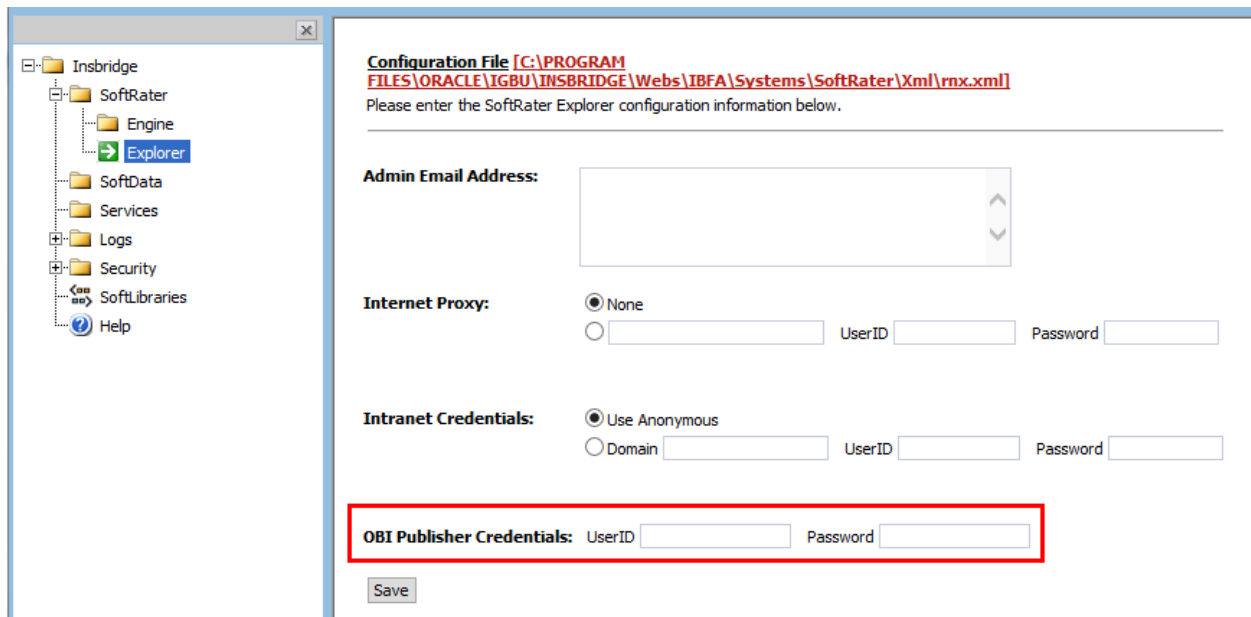 Insbridge
SoftRater
Engine
Explorer
SoftData
Services
Logs
Security
SoftLibraries
Help
Configuration File [C:\PROGRAM
FILES\ORACLE\IGBU\INSBRIDGE\Webs\IBFA\Systems\SoftRater\Xml\rnx.xml]
Please enter the SoftRater Explorer configuration information below.
Admin Email Address:
Internet Proxy: None
UserID Password
Intranet Credentials: Use Anonymous
Domain UserID Password
OBI Publisher Credentials: UserID Password
Save